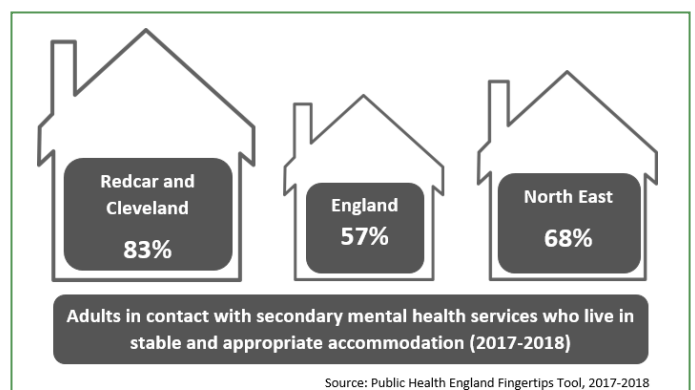 Redcar and
Cleveland
83%
England
57%
North East
68%
Adults in contact with secondary mental health services who live in
stable and appropriate accommodation (2017-2018)
Source: Public Health England Fingertips Tool, 2017-2018